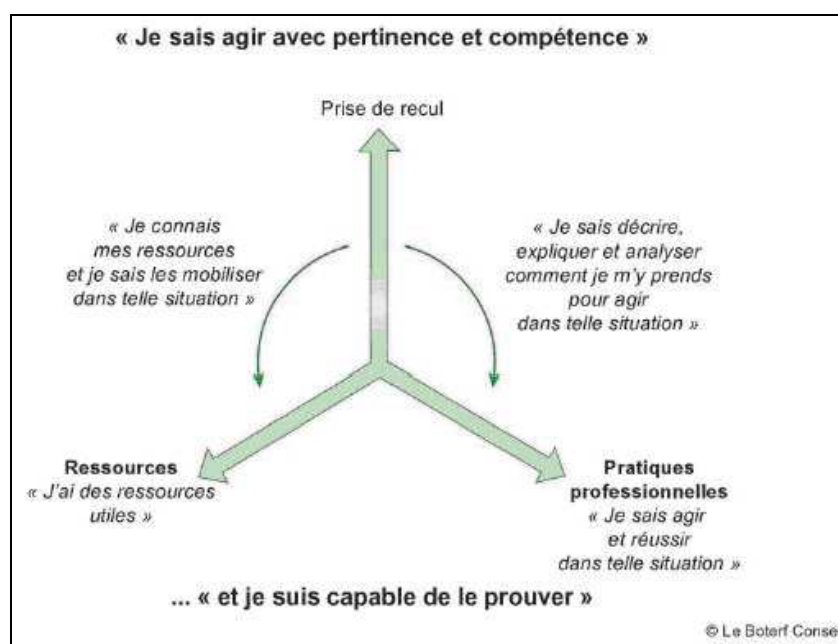 « Je sais agir avec pertinence et compétence »
Prise de recul
« Je connais
mes ressources
et je sais les mobiliser
dans telle situation »
« Je sais décrire,
expliquer et analyser
comment je m'y prends
pour agir
dans telle situation »
Ressources
« J'ai des ressources
utiles »
Pratiques
professionnelles
« Je sais agir
et réussir
dans telle situation »
... « et je suis capable de le prouver »
© Le Boterf Conse